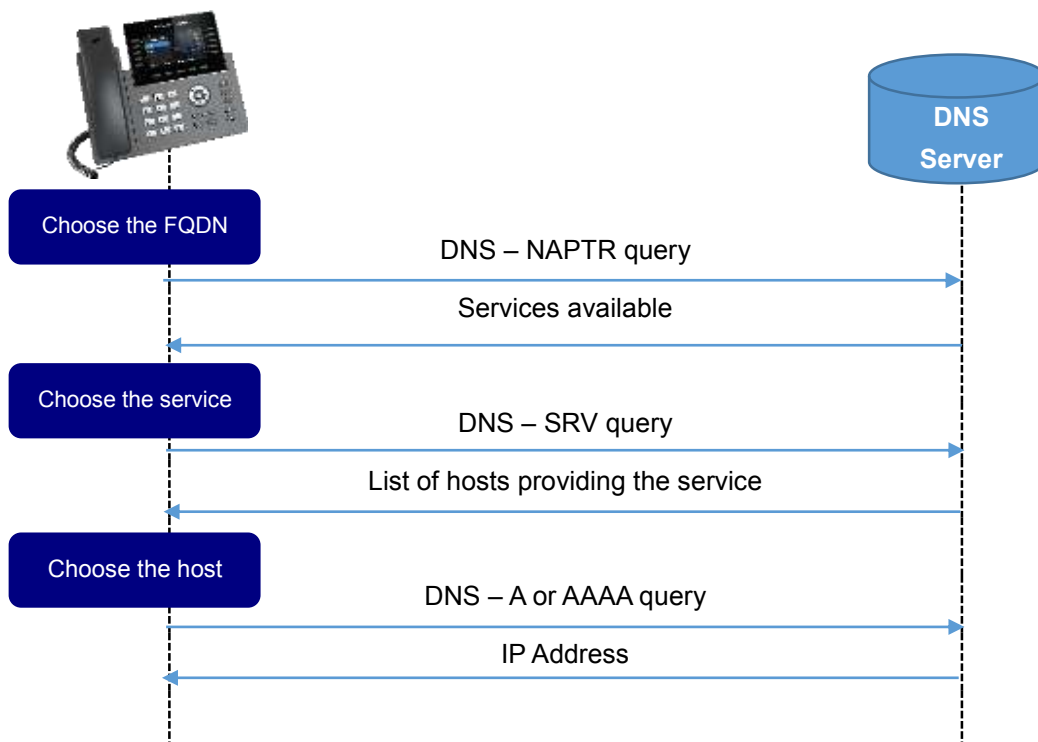 DNS
Server
Choose the FQDN
DNS – NAPTR query
Services available
Choose the service
DNS – SRV query
List of hosts providing the service
Choose the host
DNS – A or AAAA query
IP Address